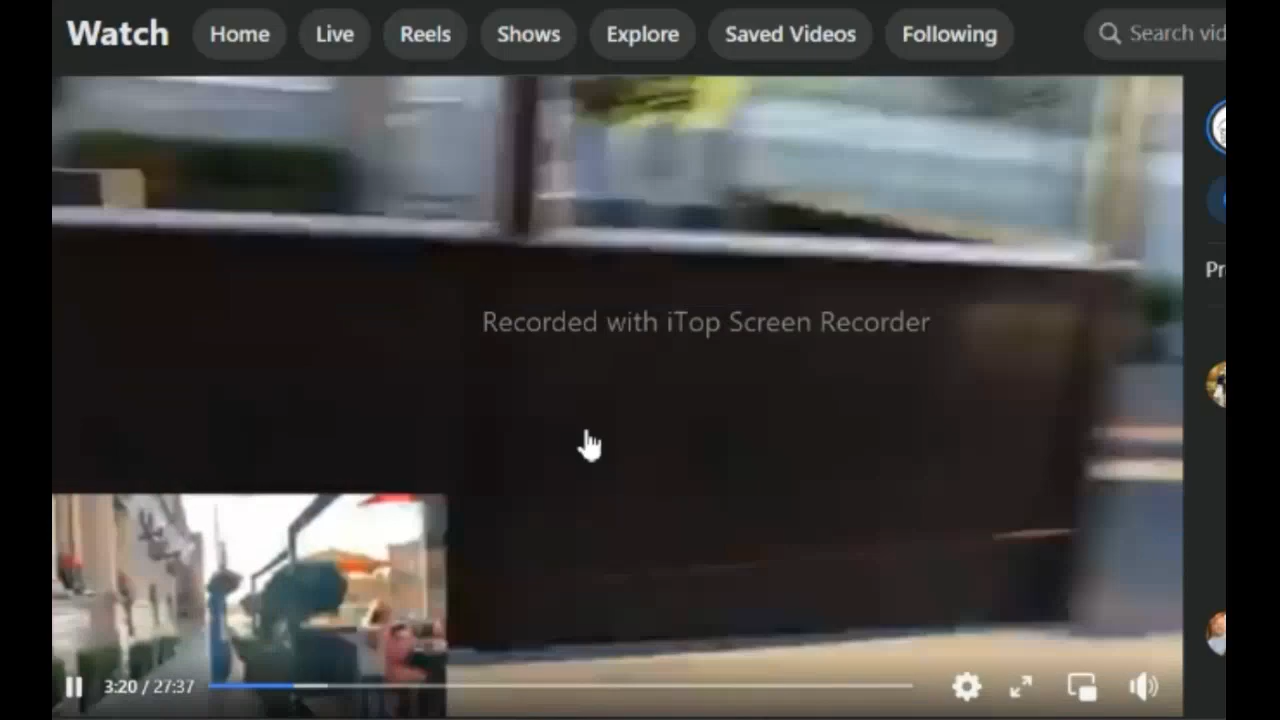 Watch Home Live Reels Shows Explore Saved Videos Following Search vid
Pr
Recorded with iTop Screen Recorder
3:20 / 27:37